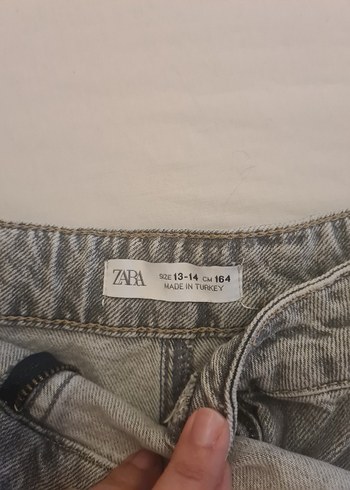 ZARA
SIZE 13-14 CM 164
MADE IN TURKEY